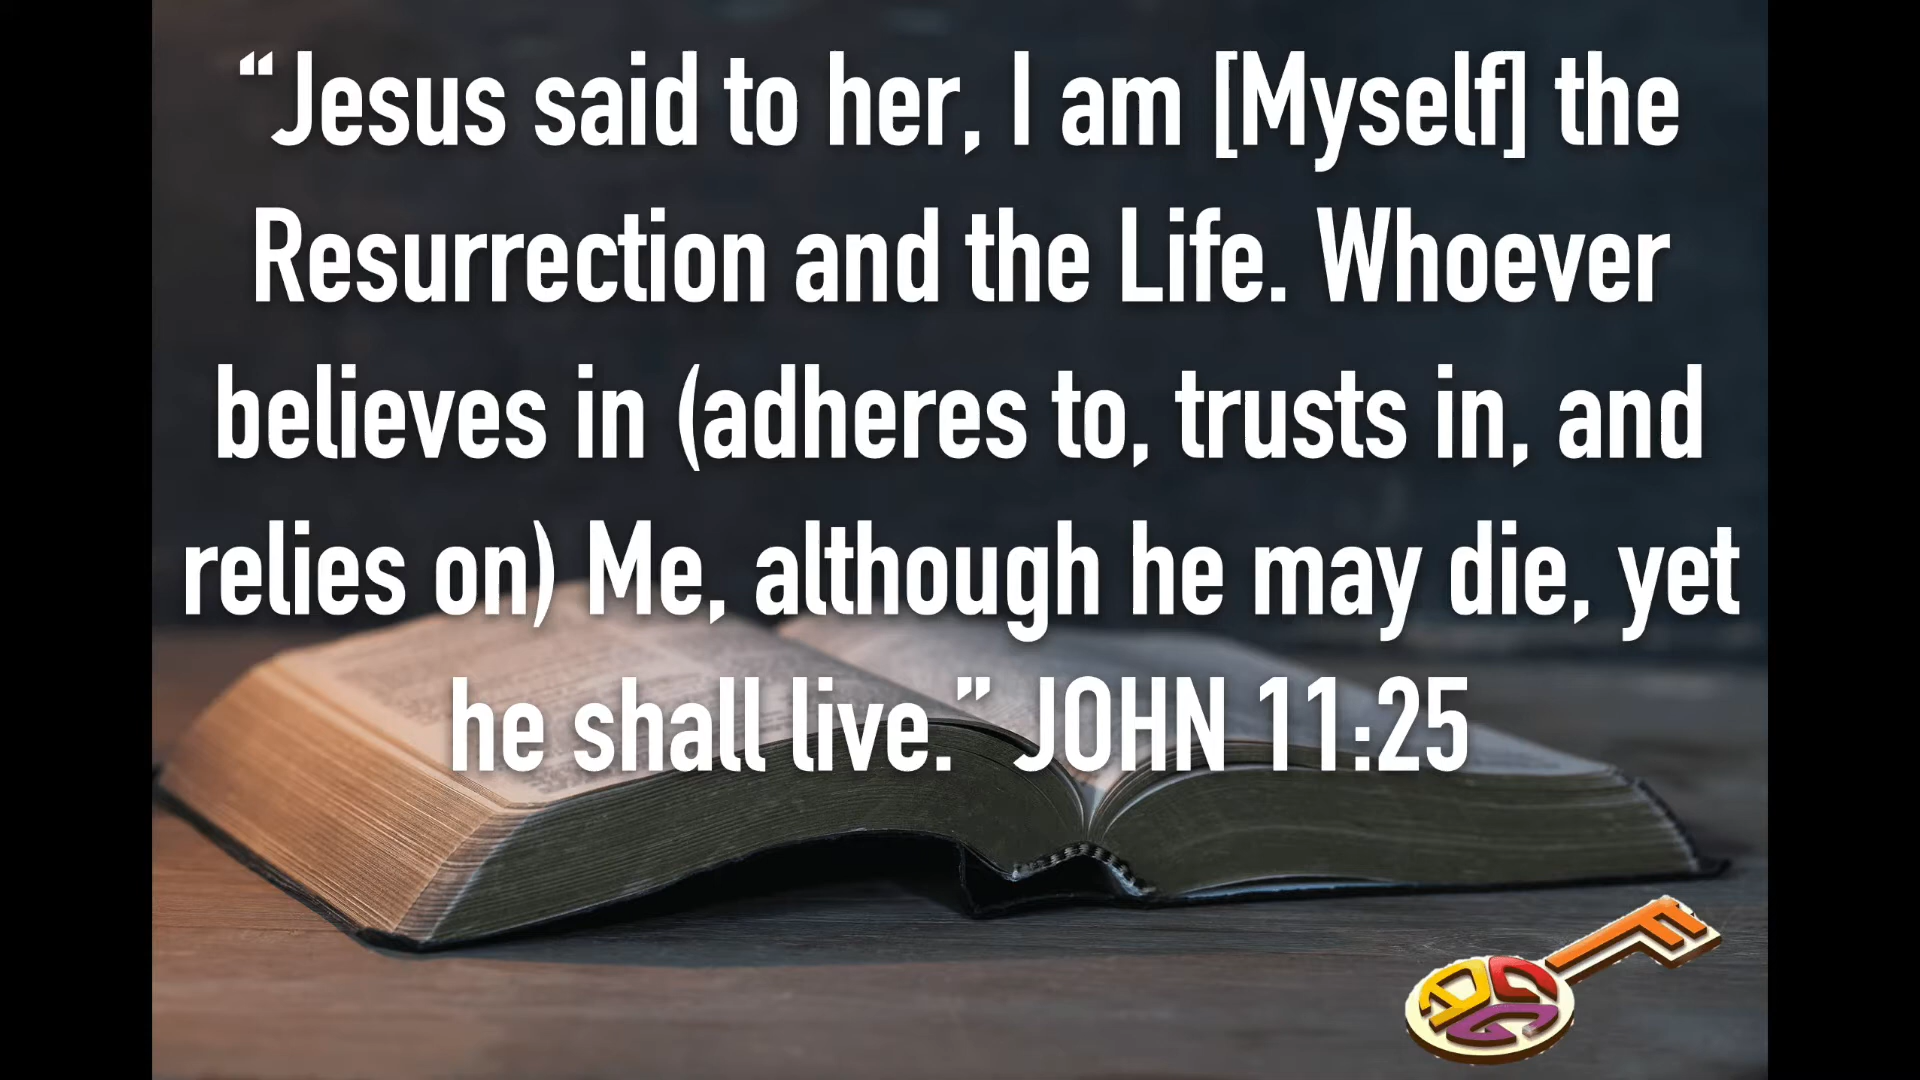 “Jesus said to her, I am [Myself] the
Resurrection and the Life. Whoever
believes in (adheres to, trusts in, and
relies on) Me, although he may die, yet
he shall live.” JOHN 11:25